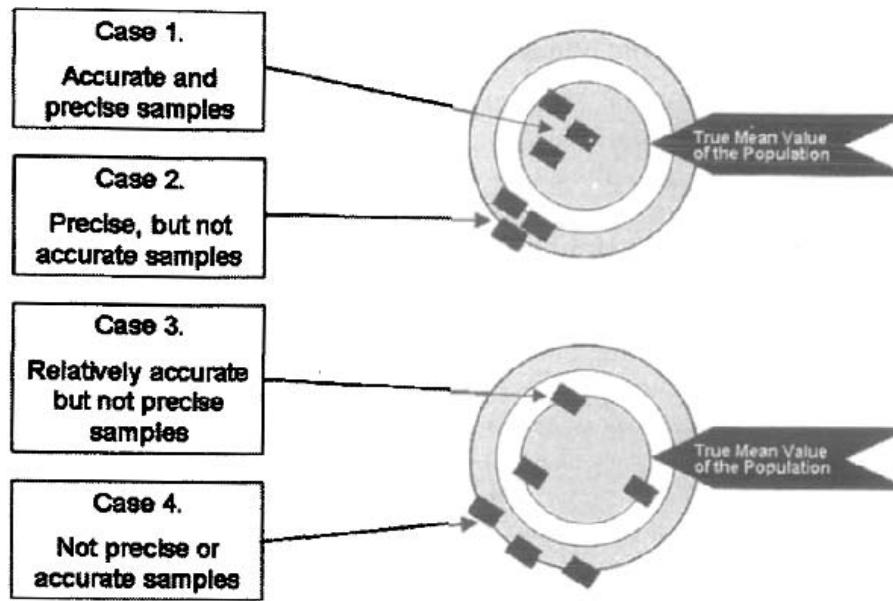 Case 1.
Accurate and
precise samples
True Mean Value
of the Population
Case 2.
Precise, but not
accurate samples
Case 3.
Relatively accurate
but not precise
samples
True Mean Value
of the Population
Case 4.
Not precise or
accurate samples